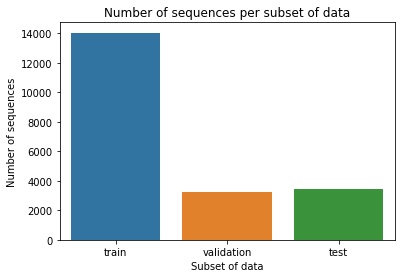 Number of sequences per subset of data
Number of sequences
14000
12000
10000
8000
6000
4000
2000
0
train validation test
Subset of data